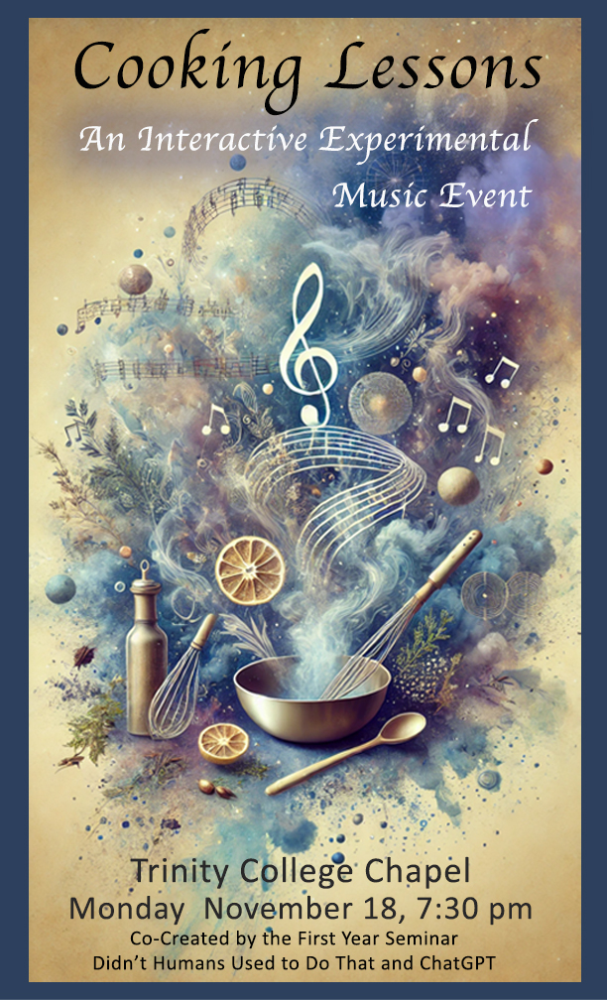 Cooking Lessons
An Interactive Experimental
Music Event
Trinity College Chapel
Monday  November 18, 7:30 pm
Co-Created by the First Year Seminar
Didn't Humans Used to Do That and ChatGPT